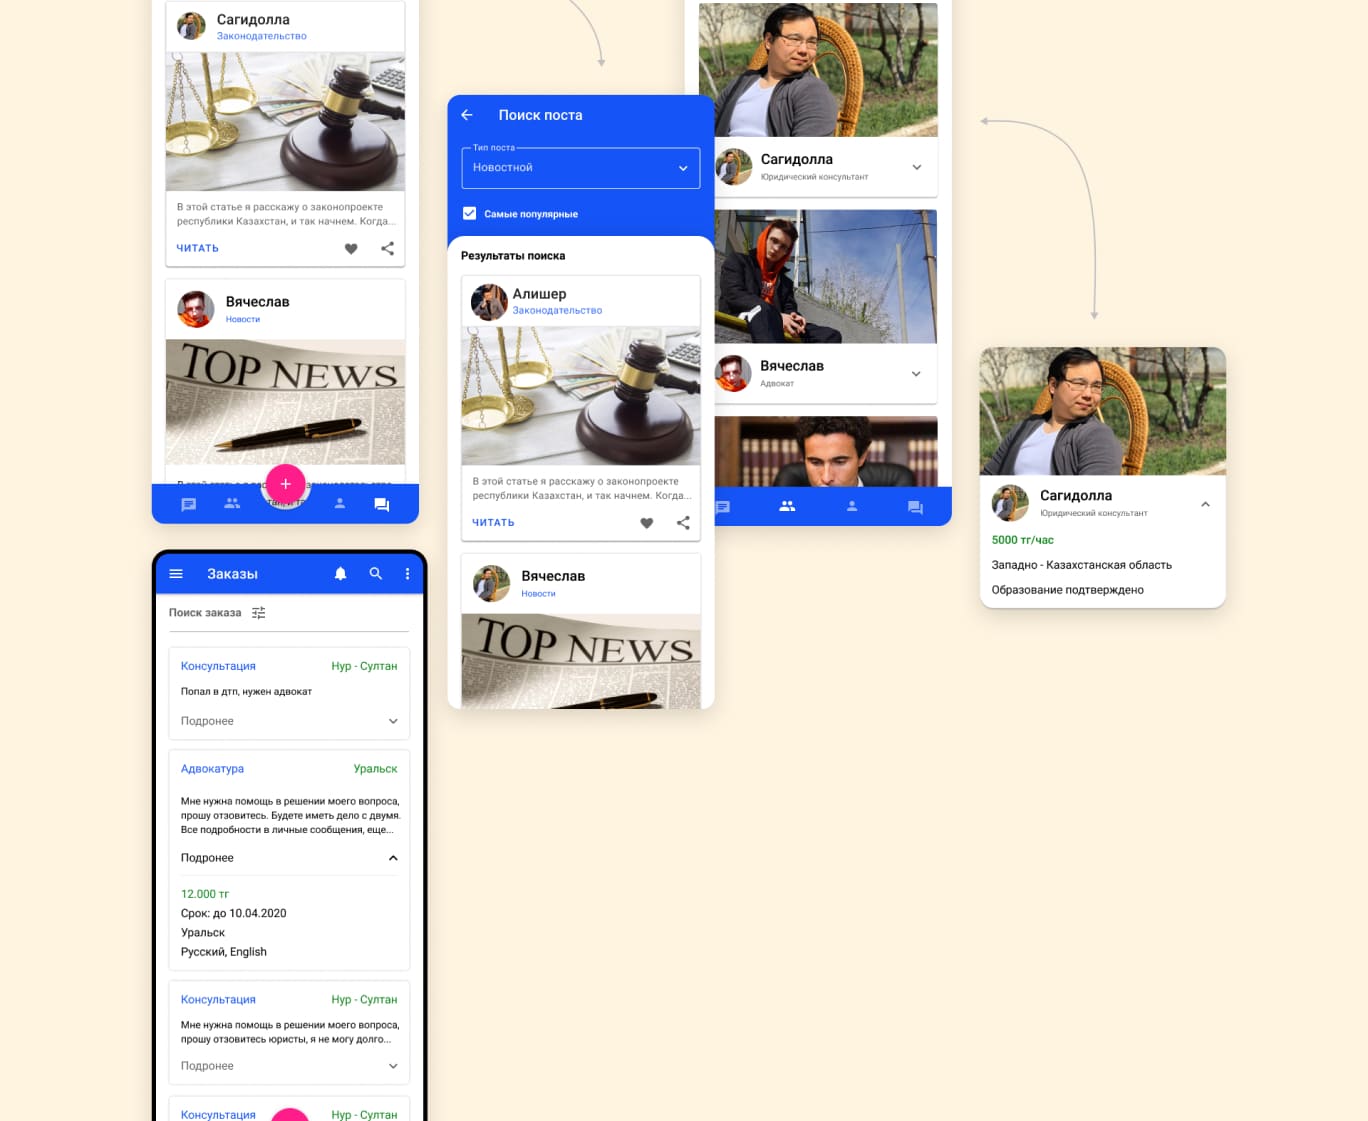 Сагидолла
Законодательство
В этой статье я расскажу о законопроекте
республики Казахстан, и так начнем. Когда...
ЧИТАТЬ
Вячеслав
Новости
TOP NEWS
Поиск поста
Тип поста
Новостной
Самые популярные
Результаты поиска
Алишер
Законодательство
В этой статье я расскажу о законопроекте
республики Казахстан, и так начнем. Когда...
ЧИТАТЬ
Вячеслав
Новости
TOP NEWS
Сагидолла
Юридический консультант
Вячеслав
Адвокат
Сагидолла
Юридический консультант
5000 тг/час
Западно - Казахстанская область
Образование подтверждено
Заказы
Поиск заказа
Консультация
Нур - Султан
Попал в дтп, нужен адвокат
Подронее
Адвокатура
Уральск
Мне нужна помощь в решении моего вопроса,
прошу отзовитесь. Будете иметь дело с двумя.
Все подробности в личные сообщения, еще...
Подронее
12.000 тг
Срок: до 10.04.2020
Уральск
Русский, English
Консультация
Нур - Султан
Мне нужна помощь в решении моего вопроса,
прошу отзовитесь юристы, я не могу долго...
Подронее
Консультация
Нур - Султан